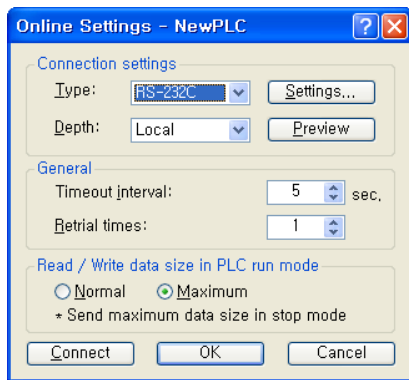 Online Settings - NewPLC
Connection settings
Type: RS-232C Settings...
Depth: Local Preview
General
Timeout interval: 5 sec.
Retrial times: 1
Read / Write data size in PLC run mode
Normal Maximum
* Send maximum data size in stop mode
Connect OK Cancel